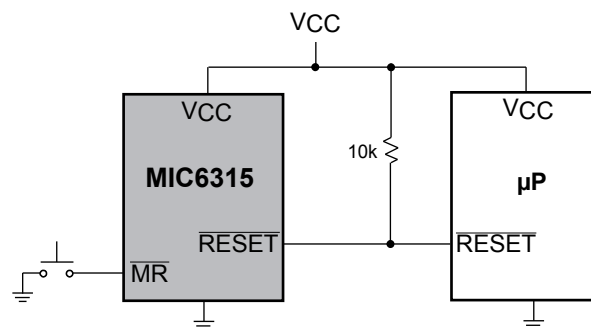 VCC
VCC
VCC
10k
MIC6315
µP
RESET
RESET
MR